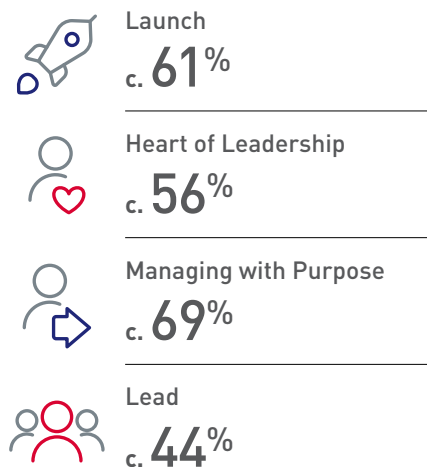 Launch
c. 61%
Heart of Leadership
c. 56%
Managing with Purpose
c. 69%
Lead
c. 44%